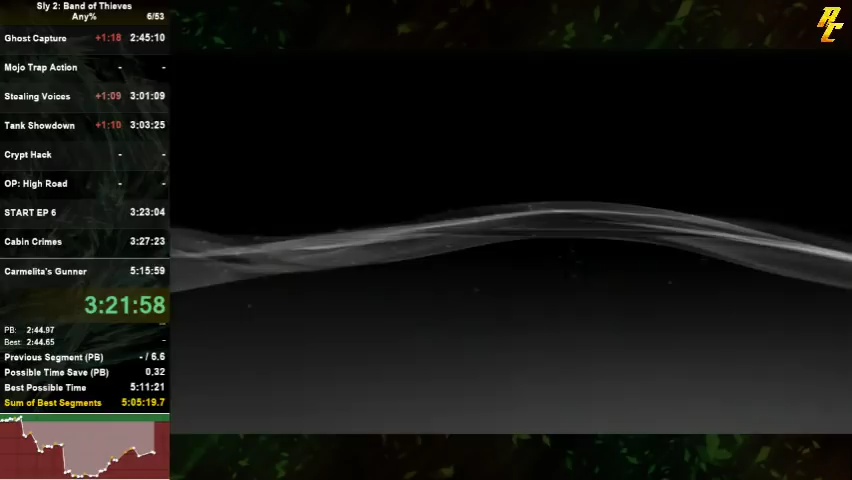 Sly 2: Band of Thieves
Any% 6/53
Ghost Capture +1:18 2:45:10
Mojo Trap Action - -
Stealing Voices +1:09 3:01:09
Tank Showdown +1:10 3:03:25
Crypt Hack - -
OP: High Road - -
START EP 6 3:23:04
Cabin Crimes 3:27:23
Carmelita's Gunner 5:15:59
3:21:58
PB: 2:44.97 –
Best: 2:44.65 –
Previous Segment (PB) - / 6.6
Possible Time Save (PB) 0.32
Best Possible Time 5:11:21
Sum of Best Segments 5:05:19.7